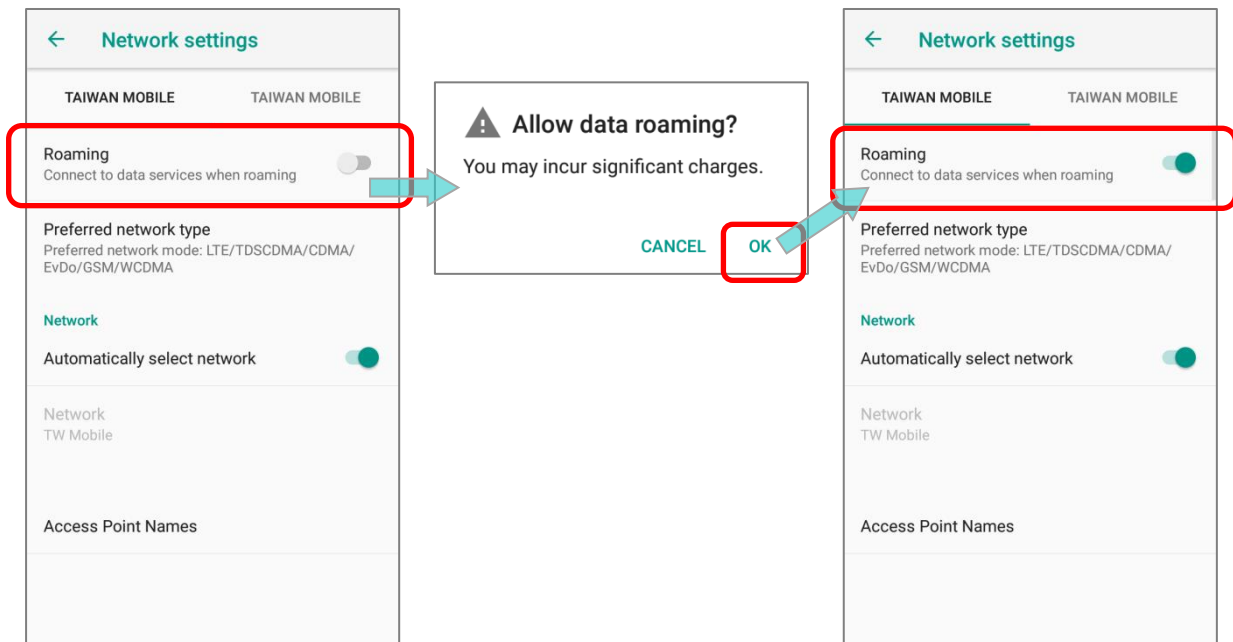 Network settings
TAIWAN MOBILE TAIWAN MOBILE
Roaming
Connect to data services when roaming
Preferred network type
Preferred network mode: LTE/TDSCDMA/CDMA/
EvDo/GSM/WCDMA
Network
Automatically select network
Network
TW Mobile
Access Point Names
Allow data roaming?
You may incur significant charges.
CANCEL OK
Network settings
TAIWAN MOBILE TAIWAN MOBILE
Roaming
Connect to data services when roaming
Preferred network type
Preferred network mode: LTE/TDSCDMA/CDMA/
EvDo/GSM/WCDMA
Network
Automatically select network
Network
TW Mobile
Access Point Names